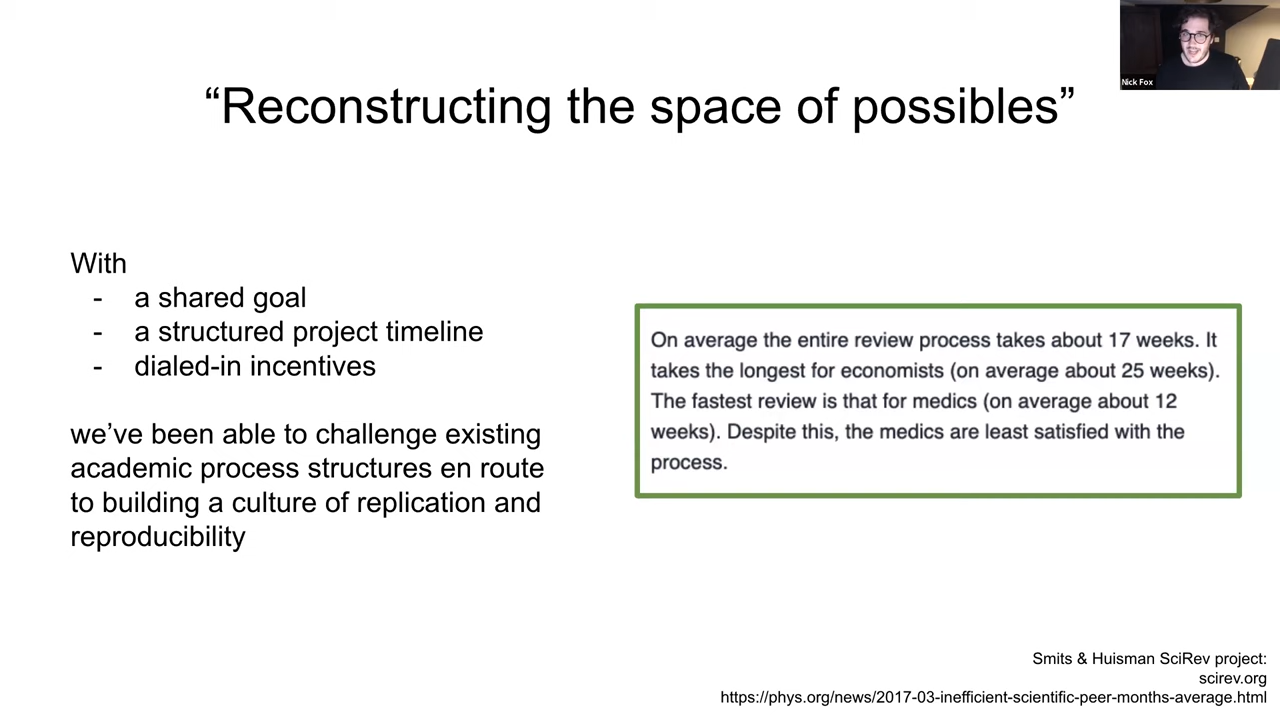 Nick Fox
“Reconstructing the space of possibles”
With
- a shared goal
- a structured project timeline
- dialed-in incentives
we’ve been able to challenge existing
academic process structures en route
to building a culture of replication and
reproducibility
On average the entire review process takes about 17 weeks. It
takes the longest for economists (on average about 25 weeks).
The fastest review is that for medics (on average about 12
weeks). Despite this, the medics are least satisfied with the
process.
Smits & Huisman SciRev project:
scirev.org
https://phys.org/news/2017-03-inefficient-scientific-peer-months-average.html